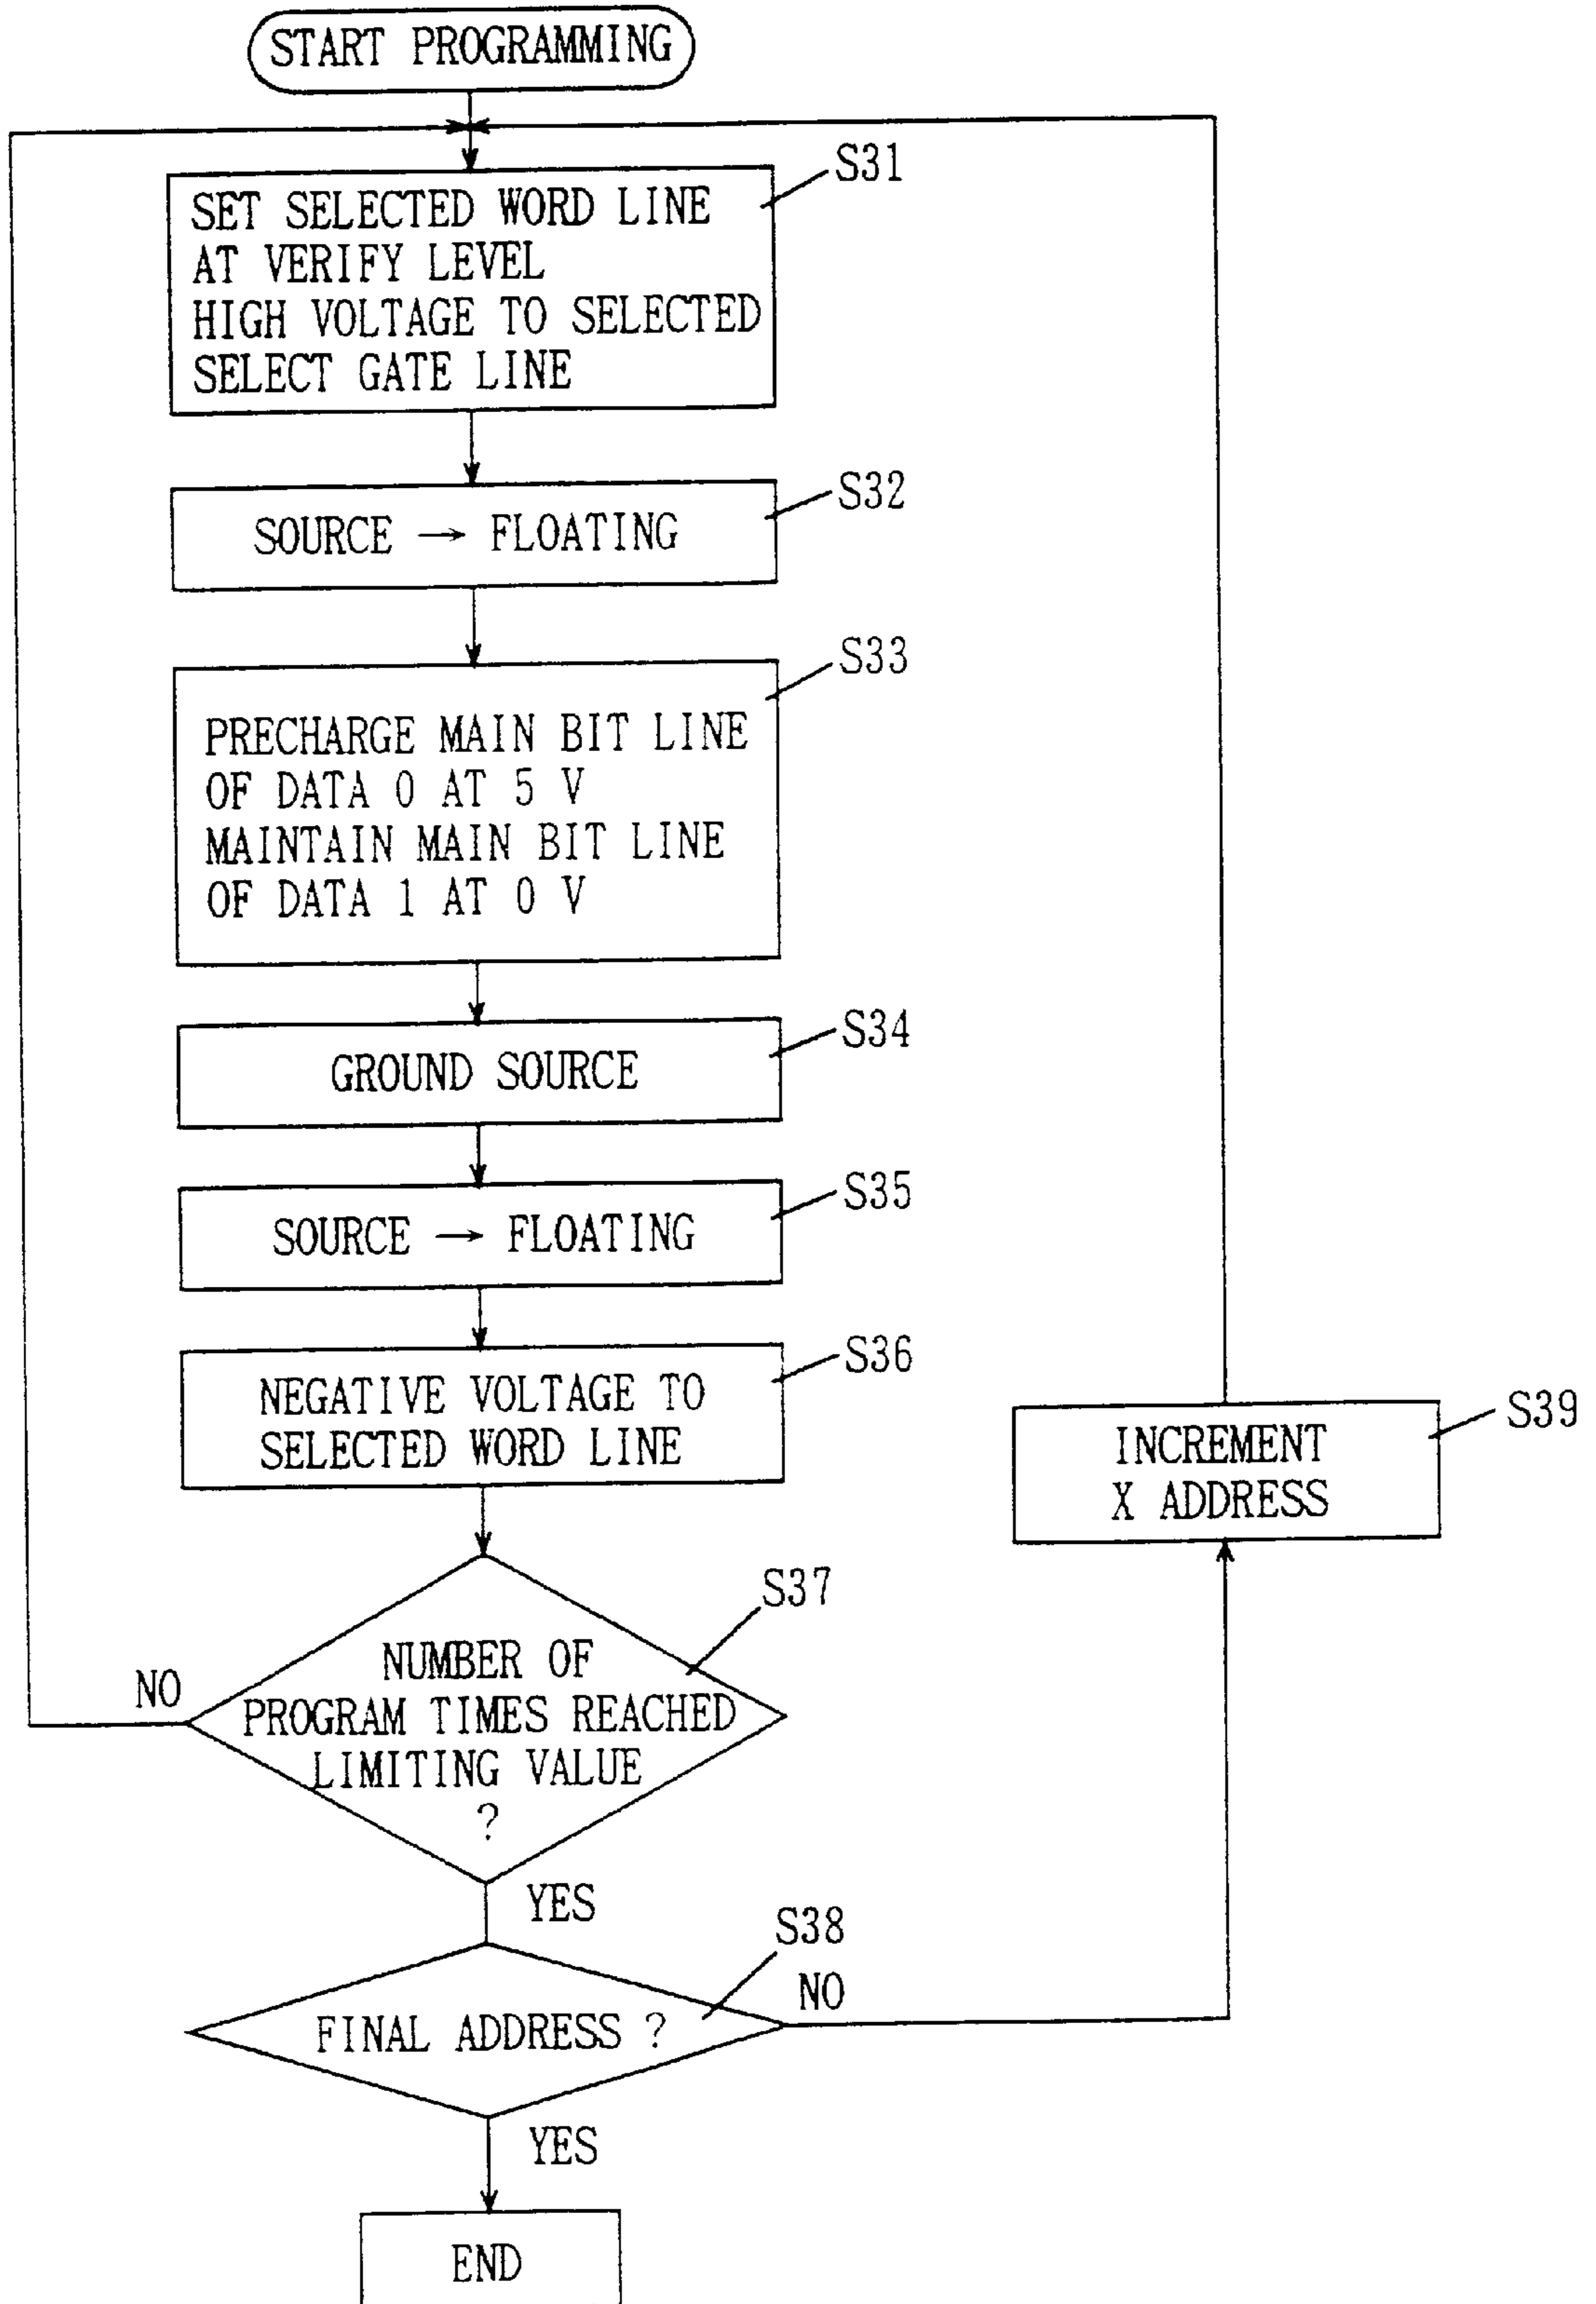 START PROGRAMMING
S31
SET SELECTED WORD LINE
AT VERIFY LEVEL
HIGH VOLTAGE TO SELECTED
SELECT GATE LINE
S32
SOURCE → FLOATING
S33
PRECHARGE MAIN BIT LINE
OF DATA 0 AT 5 V
MAINTAIN MAIN BIT LINE
OF DATA 1 AT 0 V
S34
GROUND SOURCE
S35
SOURCE → FLOATING
S36
NEGATIVE VOLTAGE TO
SELECTED WORD LINE
S39
INCREMENT
X ADDRESS
S37
NO
NUMBER OF
PROGRAM TIMES REACHED
LIMITING VALUE
?
YES
S38
NO
FINAL ADDRESS ?
YES
END